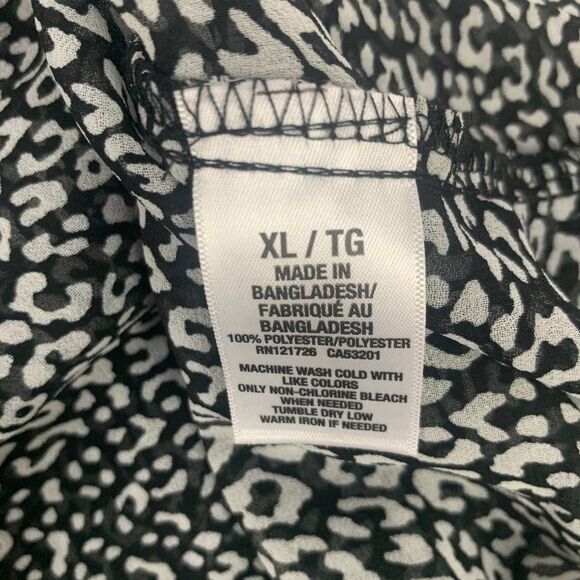 XL / TG
MADE IN
BANGLADESH/
FABRIQUÉ AU
BANGLADESH
100% POLYESTER/POLYESTER
RN121726 CA53201
MACHINE WASH COLD WITH
LIKE COLORS
ONLY NON-CHLORINE BLEACH
WHEN NEEDED
TUMBLE DRY LOW
WARM IRON IF NEEDED